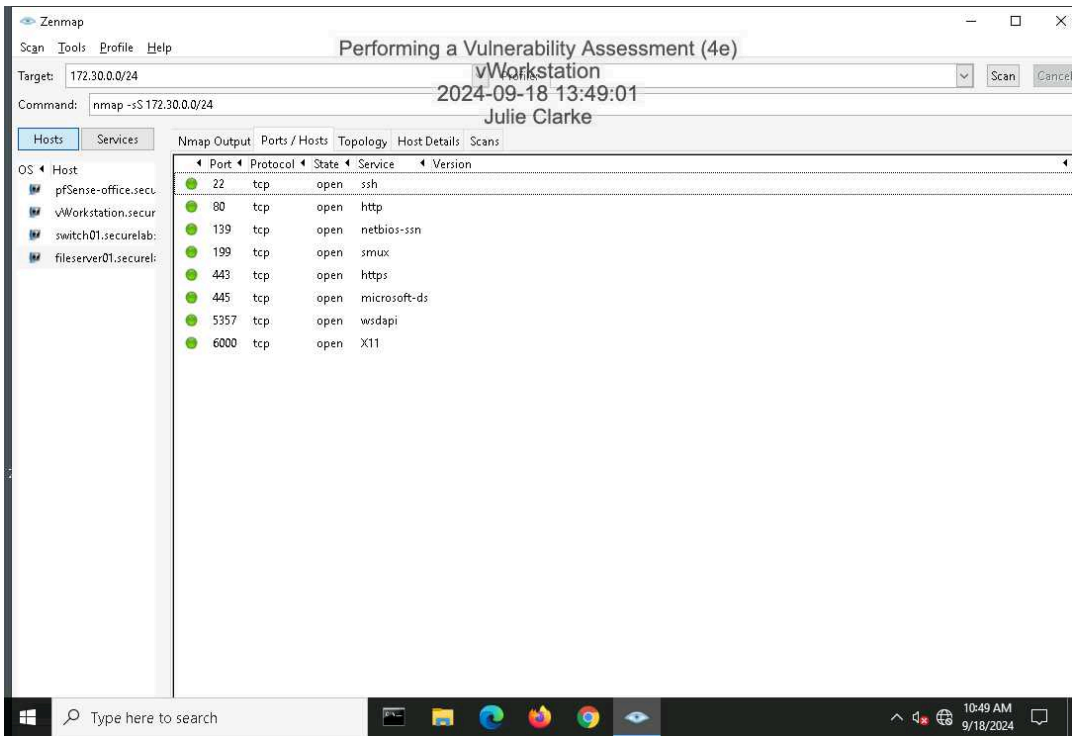 Zenmap
Scan Tools Profile Help
Performing a Vulnerability Assessment (4e)
Target: 172.30.0.0/24 Profile: Scan Cancel
vWorkstation
2024-09-18 13:49:01
Command: nmap -sS 172.30.0.0/24
Julie Clarke
Hosts Services Nmap Output Ports / Hosts Topology Host Details Scans
OS Host Port Protocol State Service Version
pfSense-office.secu
vWorkstation.secur
switch01.securelab:
fileserver01.securel:
22 tcp open ssh
80 tcp open http
139 tcp open netbios-ssn
199 tcp open smux
443 tcp open https
445 tcp open microsoft-ds
5357 tcp open wsdapi
6000 tcp open X11
Type here to search
10:49 AM
9/18/2024